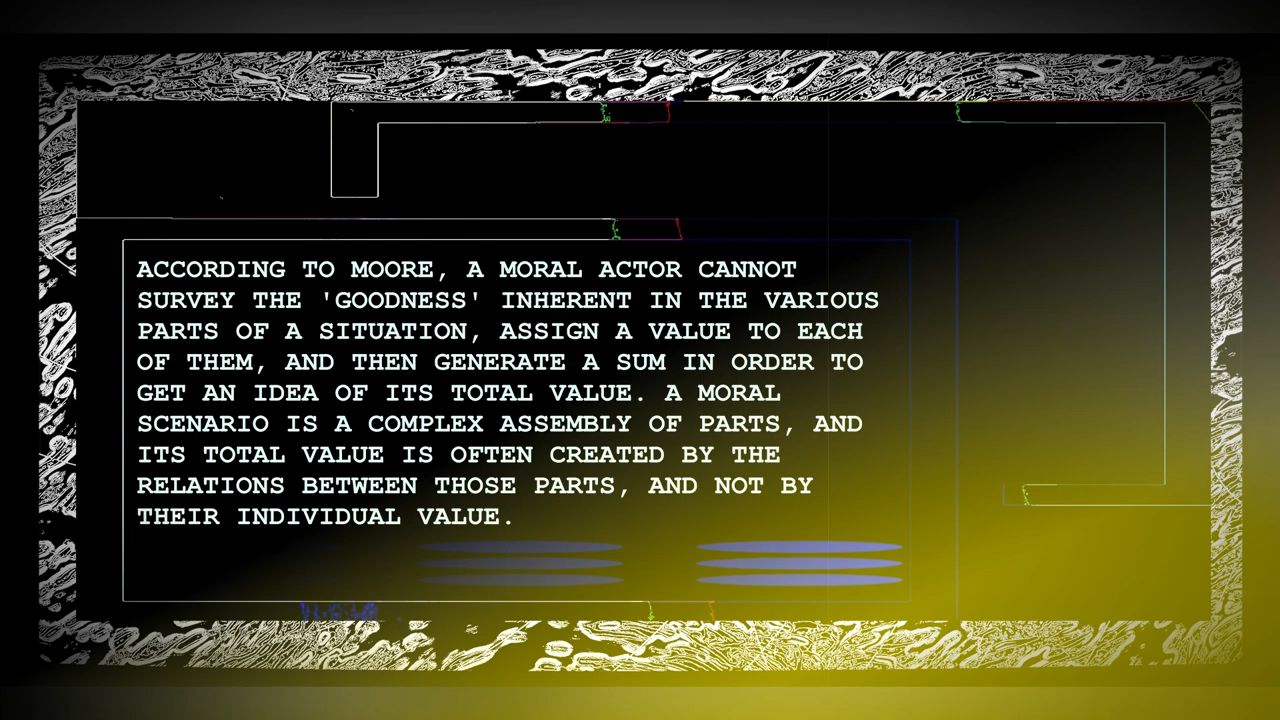 ACCORDING TO MOORE, A MORAL ACTOR CANNOT
SURVEY THE 'GOODNESS' INHERENT IN THE VARIOUS
PARTS OF A SITUATION, ASSIGN A VALUE TO EACH
OF THEM, AND THEN GENERATE A SUM IN ORDER TO
GET AN IDEA OF ITS TOTAL VALUE. A MORAL
SCENARIO IS A COMPLEX ASSEMBLY OF PARTS, AND
ITS TOTAL VALUE IS OFTEN CREATED BY THE
RELATIONS BETWEEN THOSE PARTS, AND NOT BY
THEIR INDIVIDUAL VALUE.